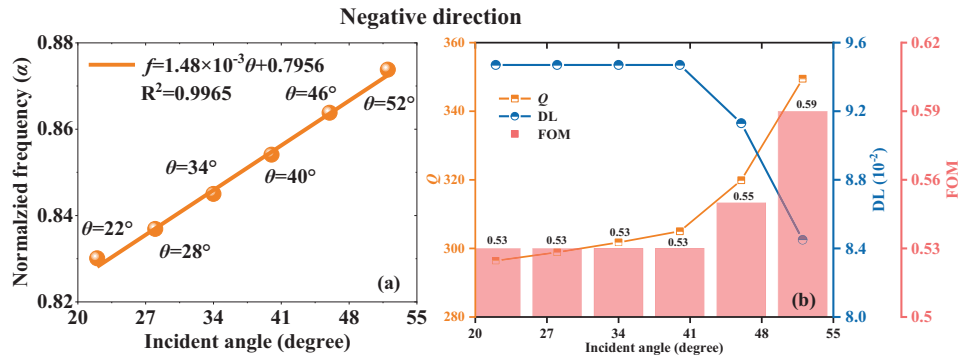 Negative direction
0.88
0.86
0.84
0.82
Normalzied frequency (α)
f=1.48×10⁻³θ+0.7956
R²=0.9965
θ=22°
θ=28°
θ=34°
θ=40°
θ=46°
θ=52°
(a)
20 27 34 41 48 55
Incident angle (degree)
360
340
320
300
280
Q
Q
DL
FOM
0.53 0.53 0.53 0.53 0.55 0.59
(b)
20 27 34 41 48 55
Incident angle (degree)
9.6
9.2
8.8
8.4
8.0
DL (10⁻²)
0.62
0.59
0.56
0.53
0.5
FOM